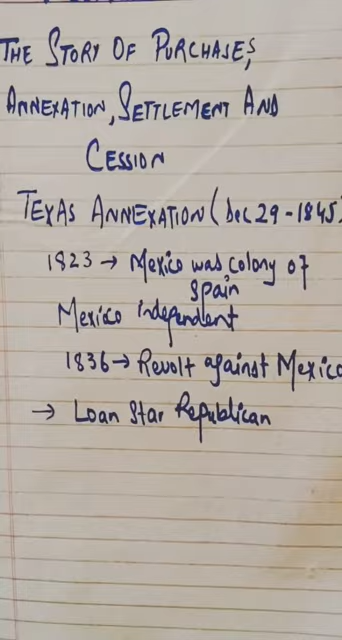 THE STORY OF PURCHASE,
ANNEXATION, SETTLEMENT AND
CESSION
TEXAS ANNEXATION (Dec 29-1845)
1823 → Mexico was colony of
Spain
Mexico independent
1836 → Revolt against Mexico
→ Loan Star Republican